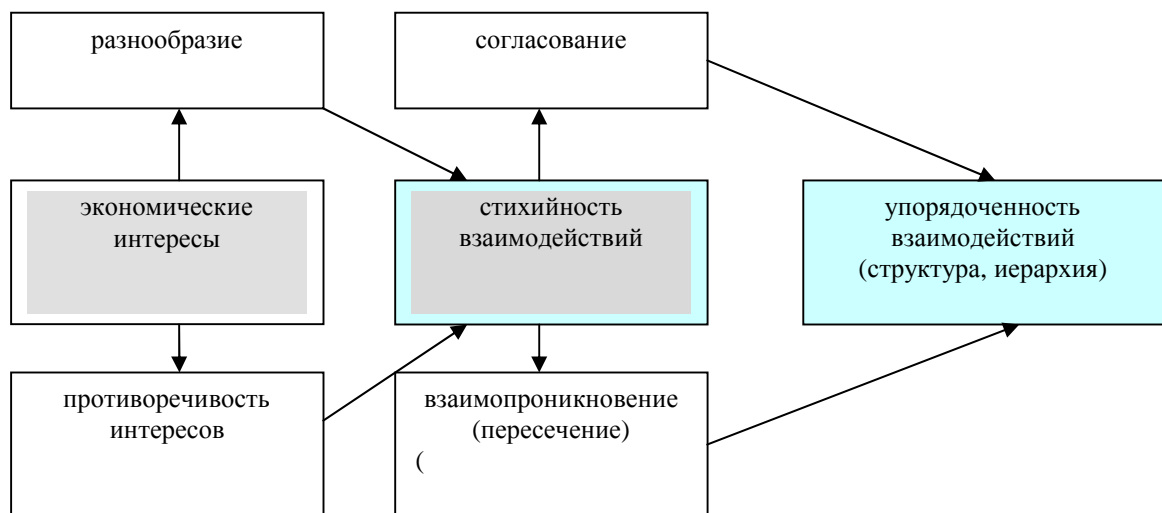 разнообразие
согласование
экономические
интересы
стихийность
взаимодействий
упорядоченность
взаимодействий
(структура, иерархия)
противоречивость
интересов
взаимопроникновение
(пересечение)
(